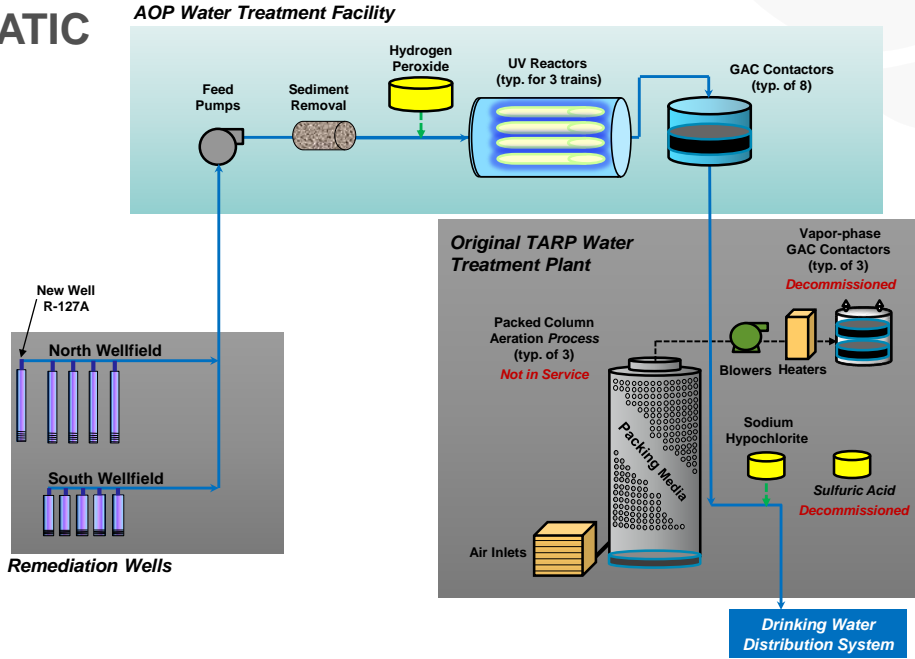 ATIC
AOP Water Treatment Facility
Hydrogen
Peroxide
UV Reactors
(typ. for 3 trains)
GAC Contactors
(typ. of 8)
Feed
Pumps
Sediment
Removal
Original TARP Water
Treatment Plant
Vapor-phase
GAC Contactors
(typ. of 3)
Decommissioned
New Well
R-127A
North Wellfield
South Wellfield
Remediation Wells
Packed Column
Aeration Process
(typ. of 3)
Not in Service
Blowers
Heaters
Packing Media
Sodium
Hypochlorite
Sulfuric Acid
Decommissioned
Air Inlets
Drinking Water
Distribution System